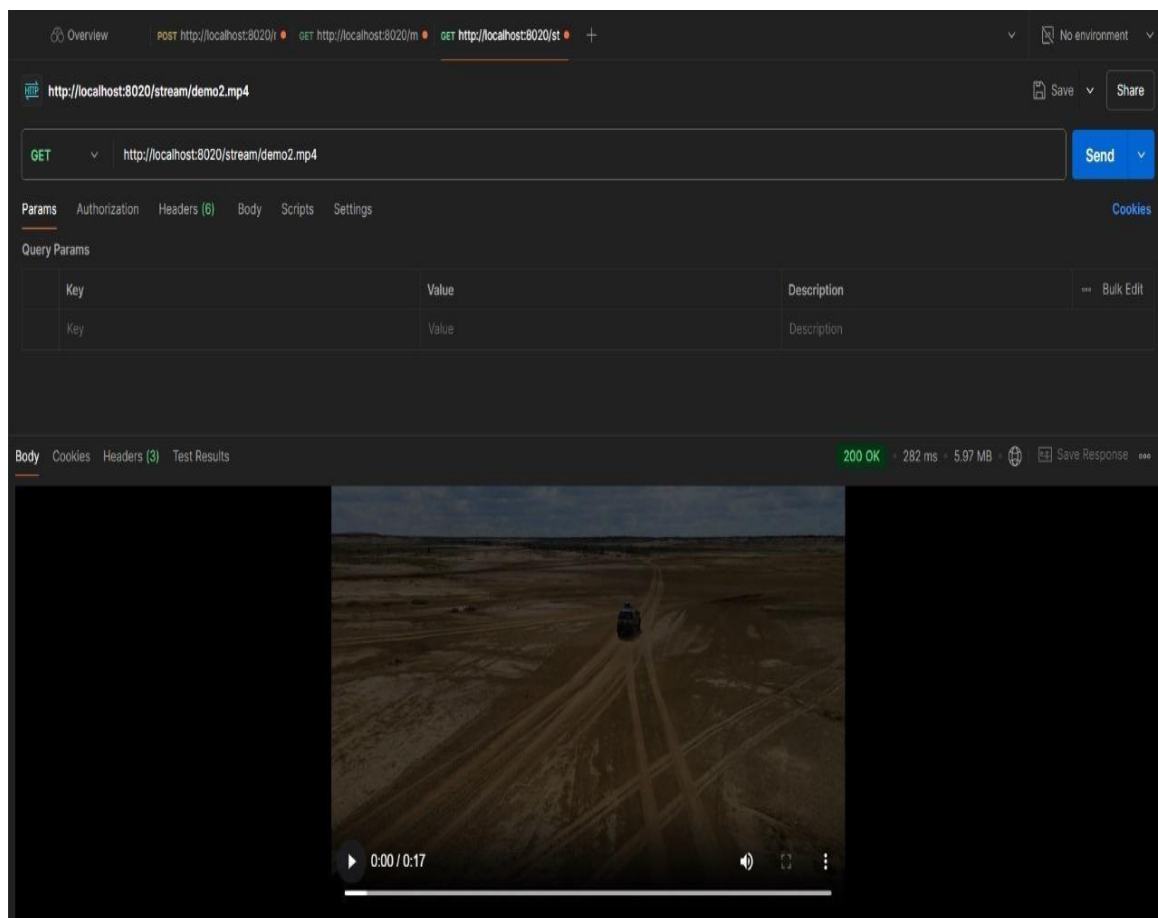 Overview POST http://localhost:8020/r GET http://localhost:8020/m GET http://localhost:8020/st + No environment
HTTP http://localhost:8020/stream/demo2.mp4 Save Share
GET http://localhost:8020/stream/demo2.mp4 Send
Params Authorization Headers (6) Body Scripts Settings Cookies
Query Params
Key Value Description Bulk Edit
Key Value Description
Body Cookies Headers (3) Test Results 200 OK 282 ms 5.97 MB Save Response
0:00 / 0:17